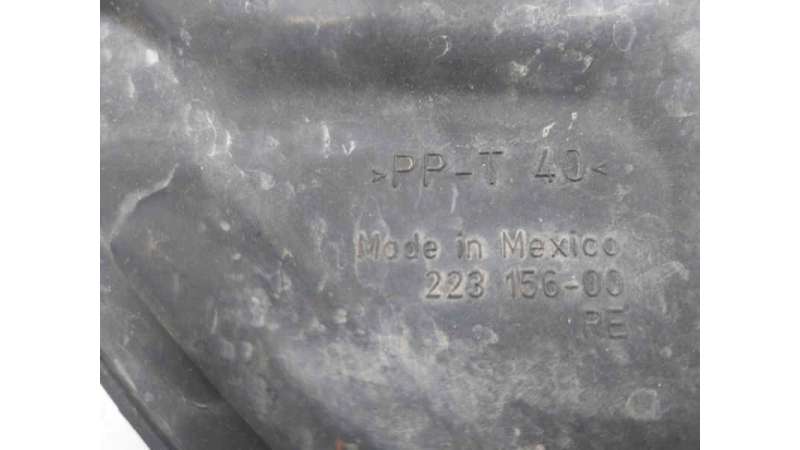 >PP-T 40<
Made in Mexico
223 156-00
RE